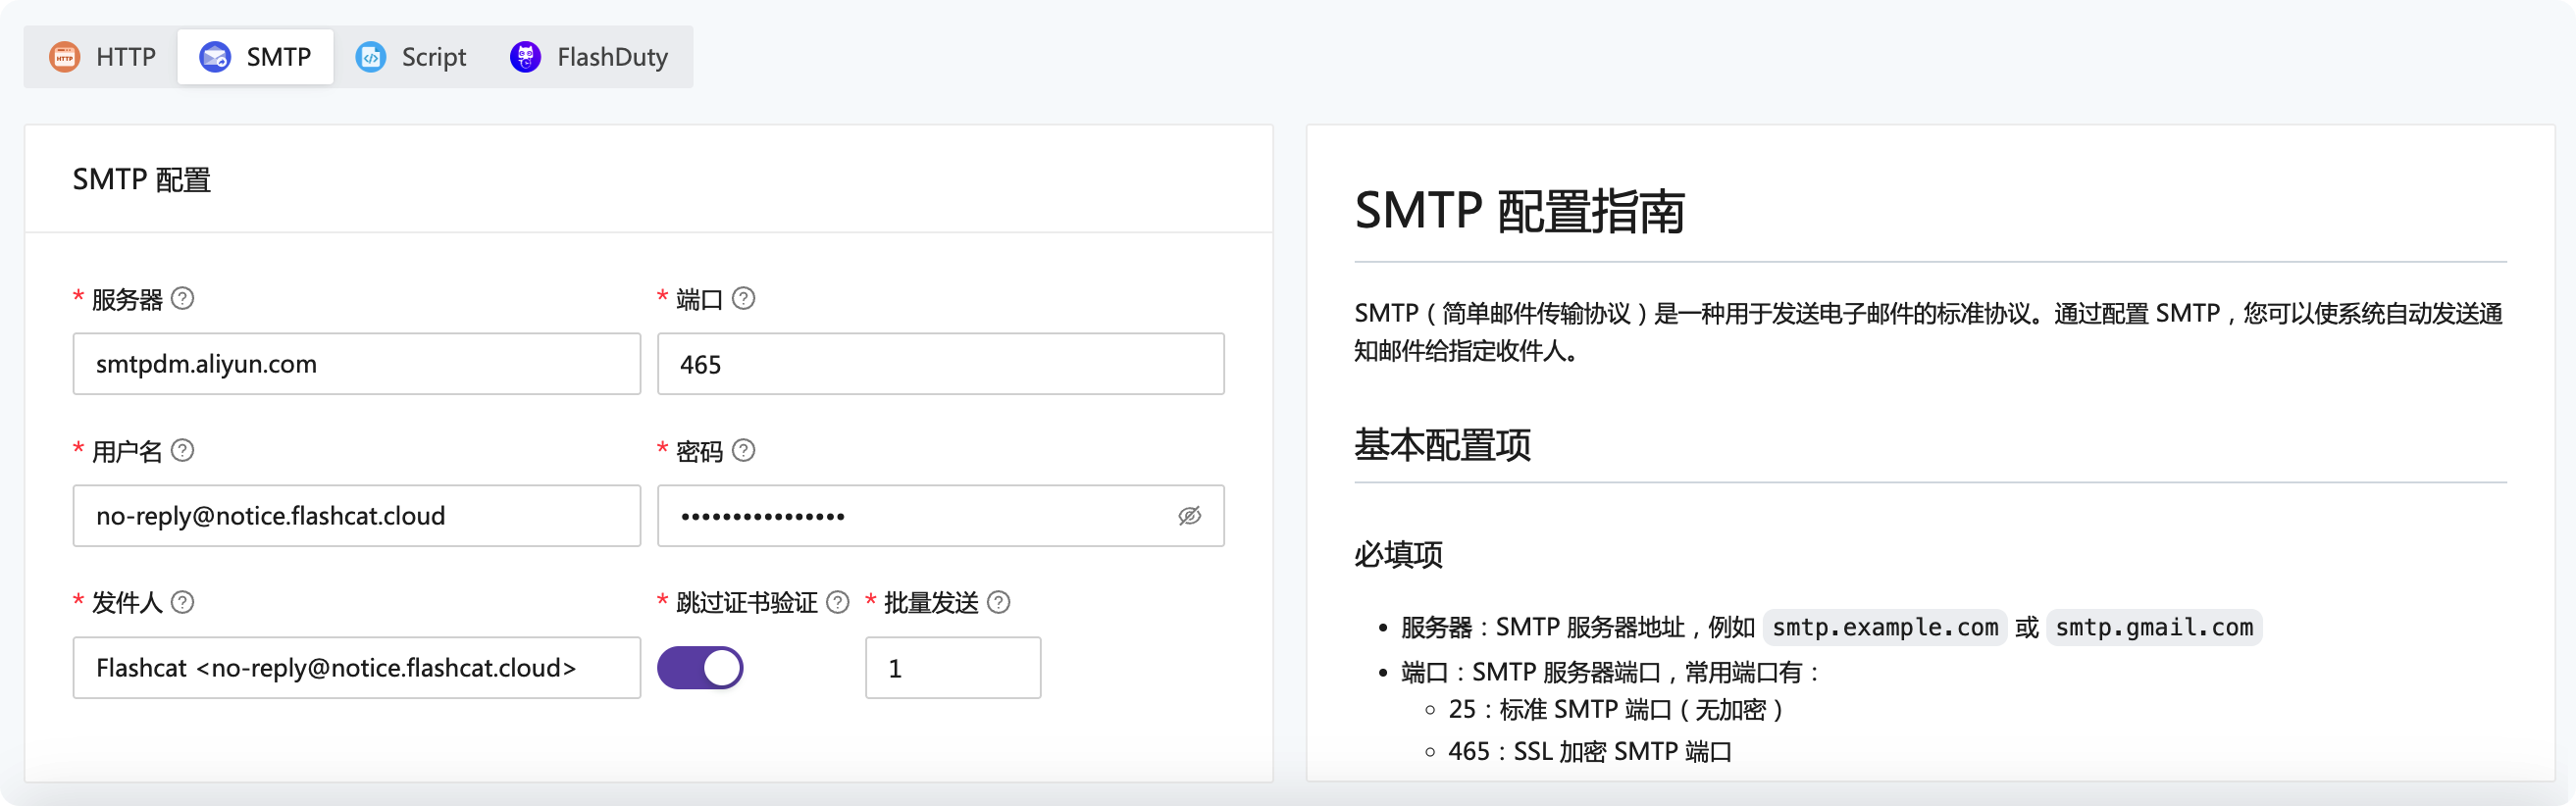 HTTP
SMTP
Script
FlashDuty
SMTP 配置
* 服务器
* 端口
smtpdm.aliyun.com
465
* 用户名
* 密码
no-reply@notice.flashcat.cloud
••••••••••••••••
* 发件人
* 跳过证书验证
* 批量发送
Flashcat <no-reply@notice.flashcat.cloud>
1
SMTP 配置指南
SMTP（简单邮件传输协议）是一种用于发送电子邮件的标准协议。通过配置 SMTP，您可以使系统自动发送通
知邮件给指定收件人。
基本配置项
必填项
• 服务器：SMTP 服务器地址，例如 smtp.example.com 或 smtp.gmail.com
• 端口：SMTP 服务器端口，常用端口有：
◦ 25：标准 SMTP 端口（无加密）
◦ 465：SSL 加密 SMTP 端口